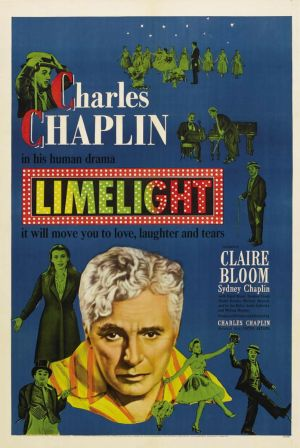 Charles
CHAPLIN
in his human drama
LIMELIGHT
it will move you to love, laughter and tears
CLAIRE
BLOOM
Sydney Chaplin
CHARLES CHAPLIN